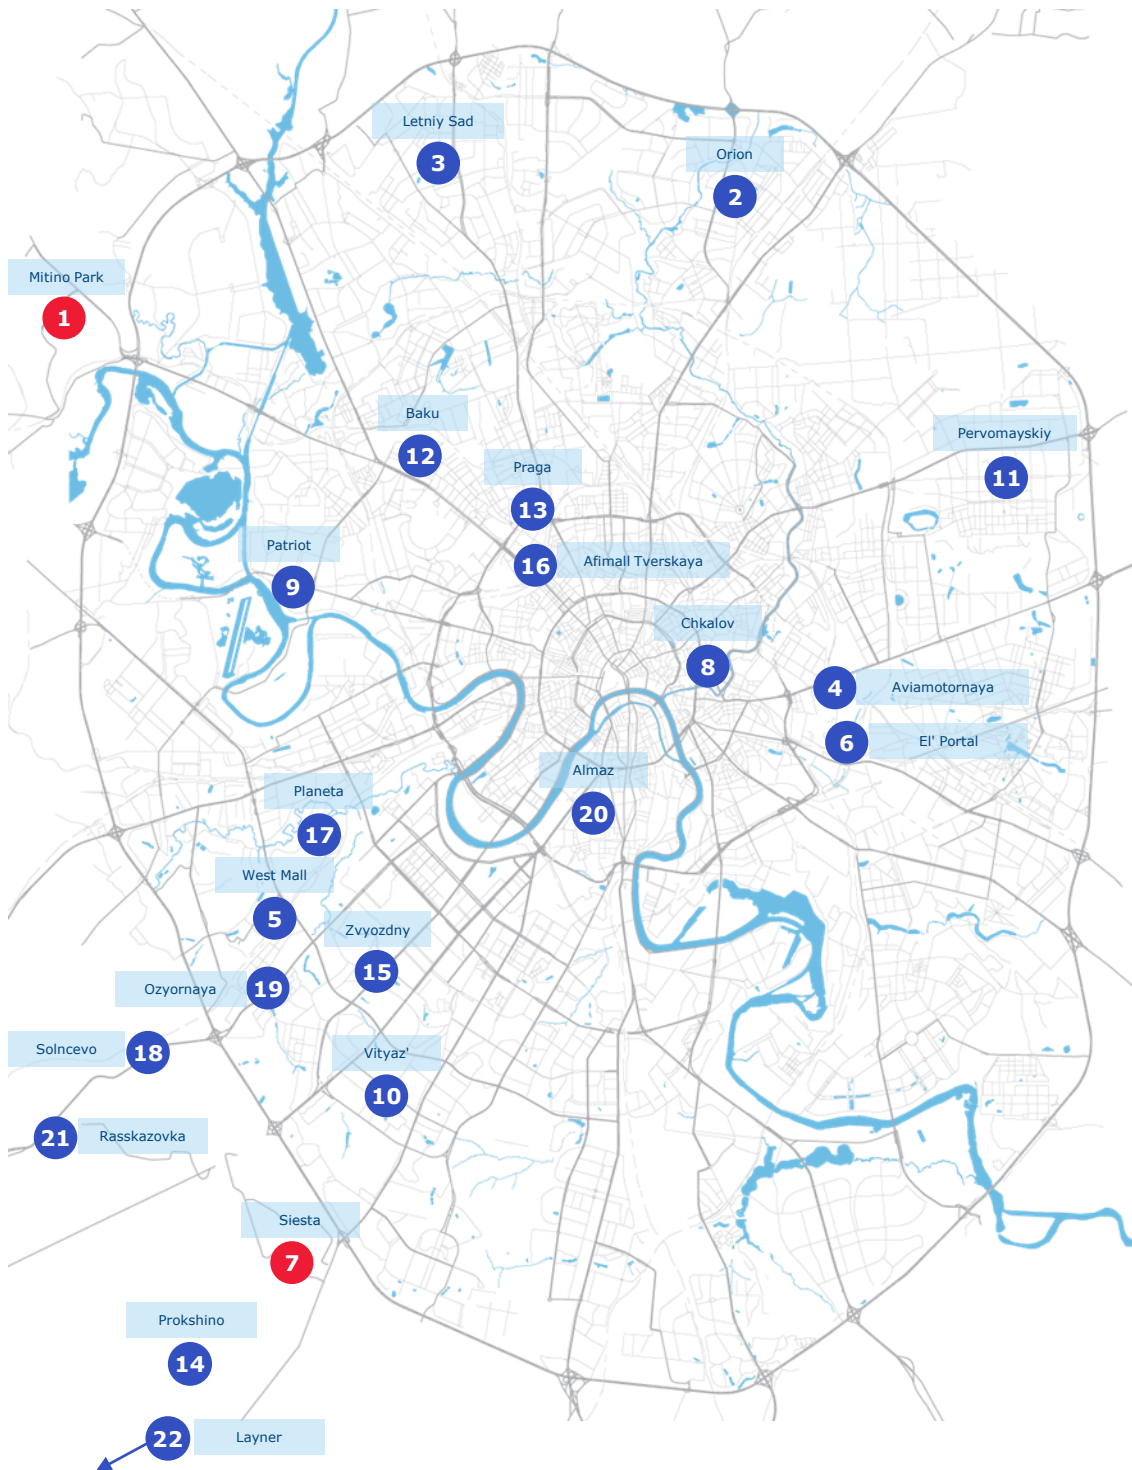 Letniy Sad
3
Orion
2
Mitino Park
1
Baku
12
Pervomayskiy
11
Praga
13
Patriot
9
Afimall Tverskaya
16
Chkalov
8
4
Aviamotornaya
6
El' Portal
Almaz
20
Planeta
17
West Mall
5
Zvyozdny
15
Ozyornaya
19
Solncevo
18
Vityaz'
10
21
Rasskazovka
Siesta
7
Prokshino
14
22
Layner